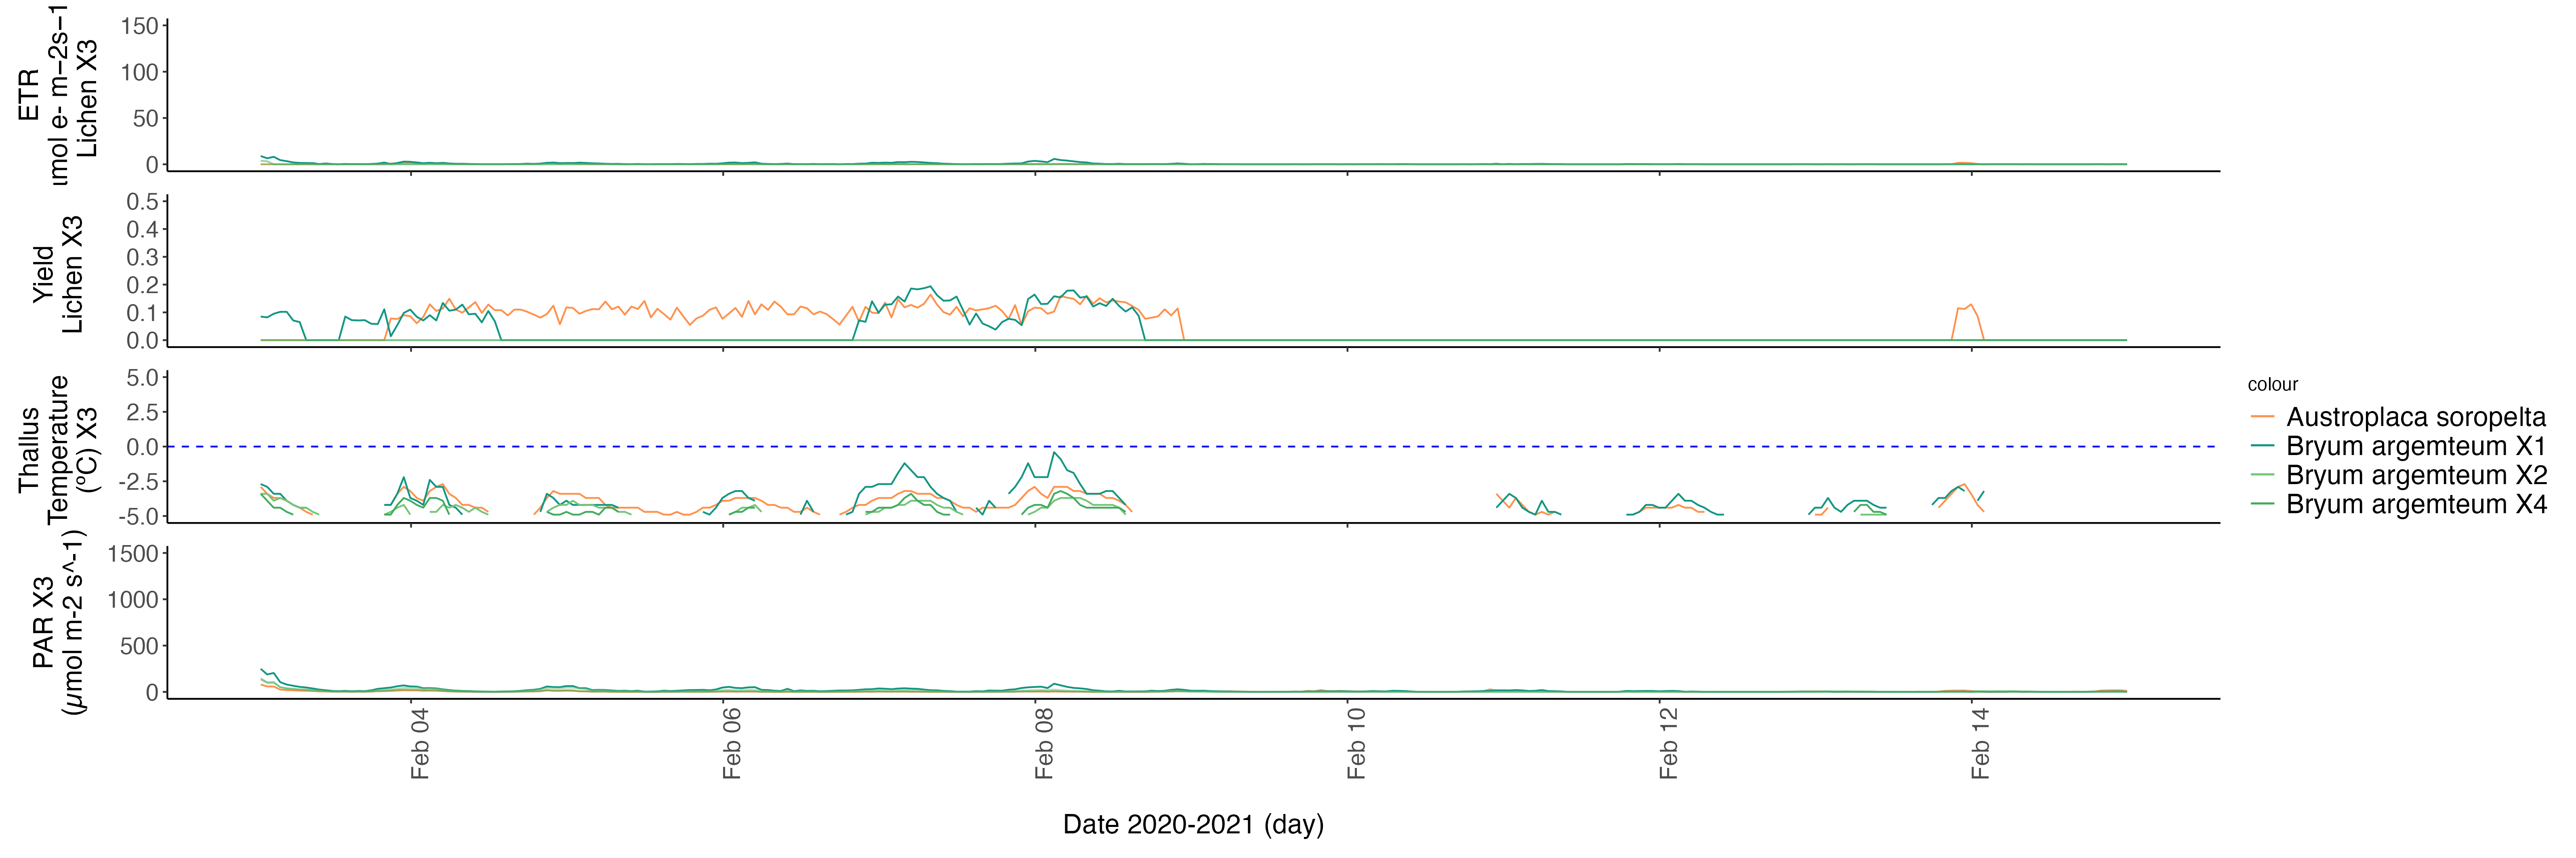 ETR
µmol e- m−2s−1
Lichen X3
150
100
50
0
Yield
Lichen X3
0.5
0.4
0.3
0.2
0.1
0.0
Thallus
Temperature
(ºC) X3
5.0
2.5
0.0
-2.5
-5.0
PAR X3
(µmol m-2 s^-1)
1500
1000
500
0
Feb 04
Feb 06
Feb 08
Feb 10
Feb 12
Feb 14
Date 2020-2021 (day)
colour
Austroplaca soropelta
Bryum argemteum X1
Bryum argemteum X2
Bryum argemteum X4